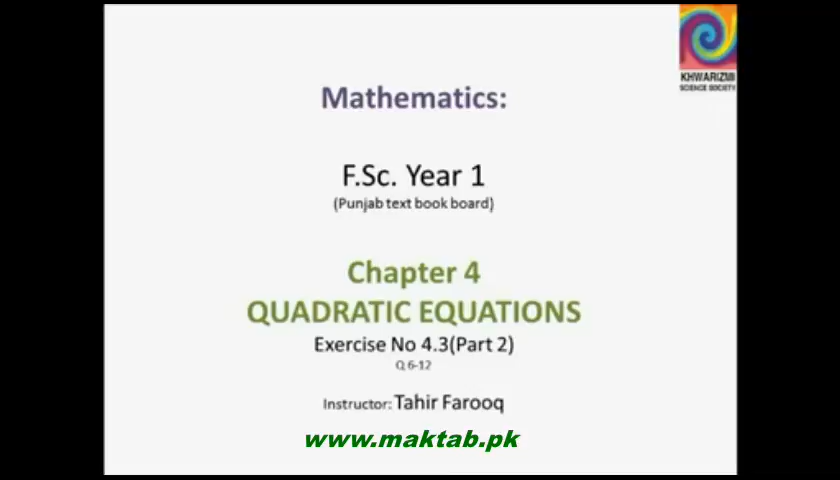 KHWARIZMI
SCIENCE SOCIETY
Mathematics:
F.Sc. Year 1
(Punjab text book board)
Chapter 4
QUADRATIC EQUATIONS
Exercise No 4.3(Part 2)
Q 6-12
Instructor: Tahir Farooq
www.maktab.pk